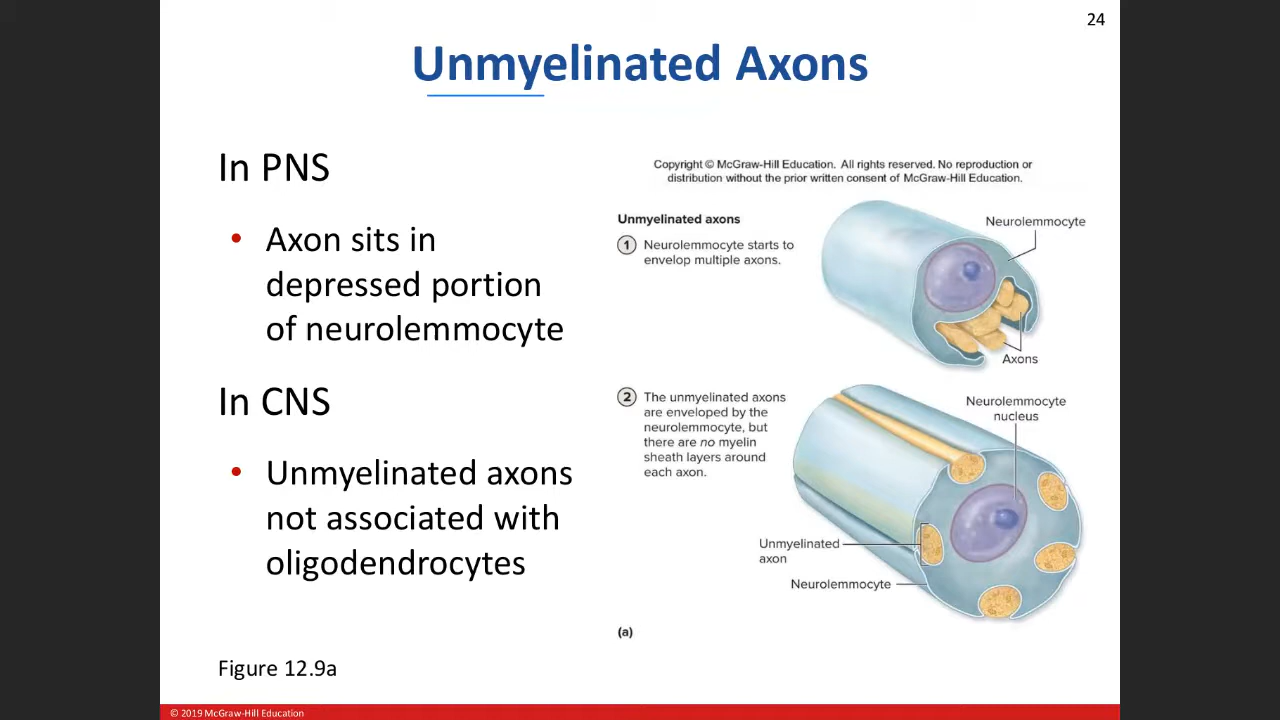 24
Unmyelinated Axons
In PNS
• Axon sits in
depressed portion
of neurolemmocyte
In CNS
• Unmyelinated axons
not associated with
oligodendrocytes
Figure 12.9a
Copyright © McGraw-Hill Education. All rights reserved. No reproduction or
distribution without the prior written consent of McGraw-Hill Education.
Unmyelinated axons
1 Neurolemmocyte starts to
envelop multiple axons.
Neurolemmocyte
Axons
2 The unmyelinated axons
are enveloped by the
neurolemmocyte, but
there are no myelin
sheath layers around
each axon.
Neurolemmocyte
nucleus
Unmyelinated
axon
Neurolemmocyte
(a)
© 2019 McGraw-Hill Education